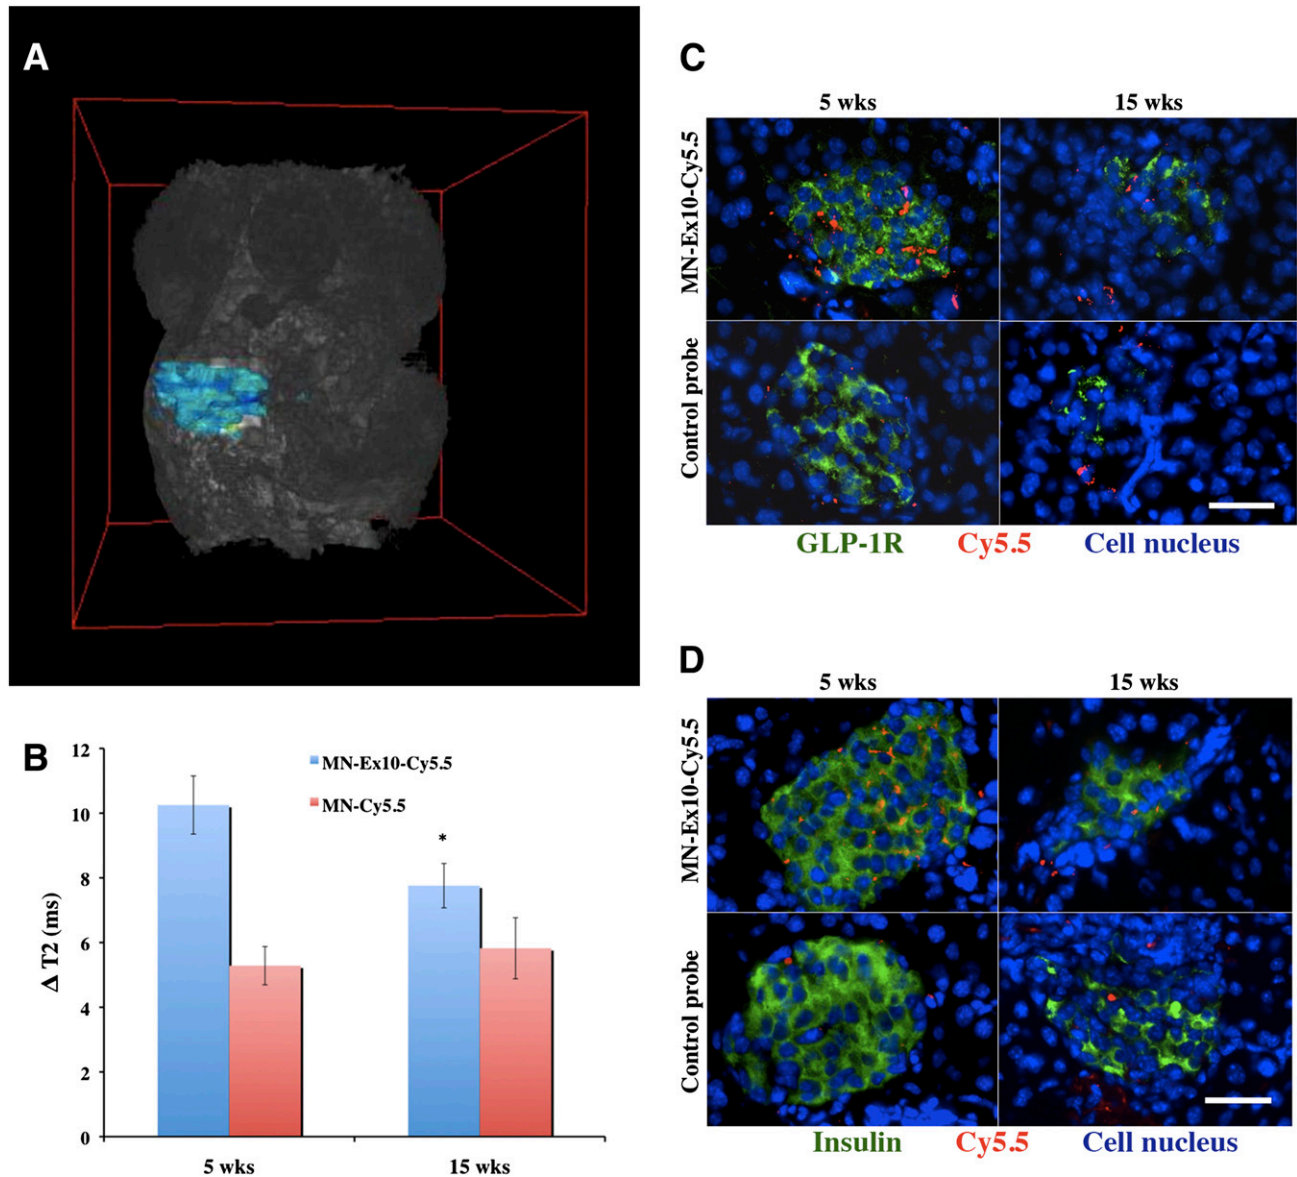 A
B
12
10
8
6
4
2
0
Δ T2 (ms)
MN-Ex10-Cy5.5
MN-Cy5.5
*
5 wks 15 wks
C
5 wks 15 wks
MN-Ex10-Cy5.5
Control probe
GLP-1R Cy5.5 Cell nucleus
D
5 wks 15 wks
MN-Ex10-Cy5.5
Control probe
Insulin Cy5.5 Cell nucleus